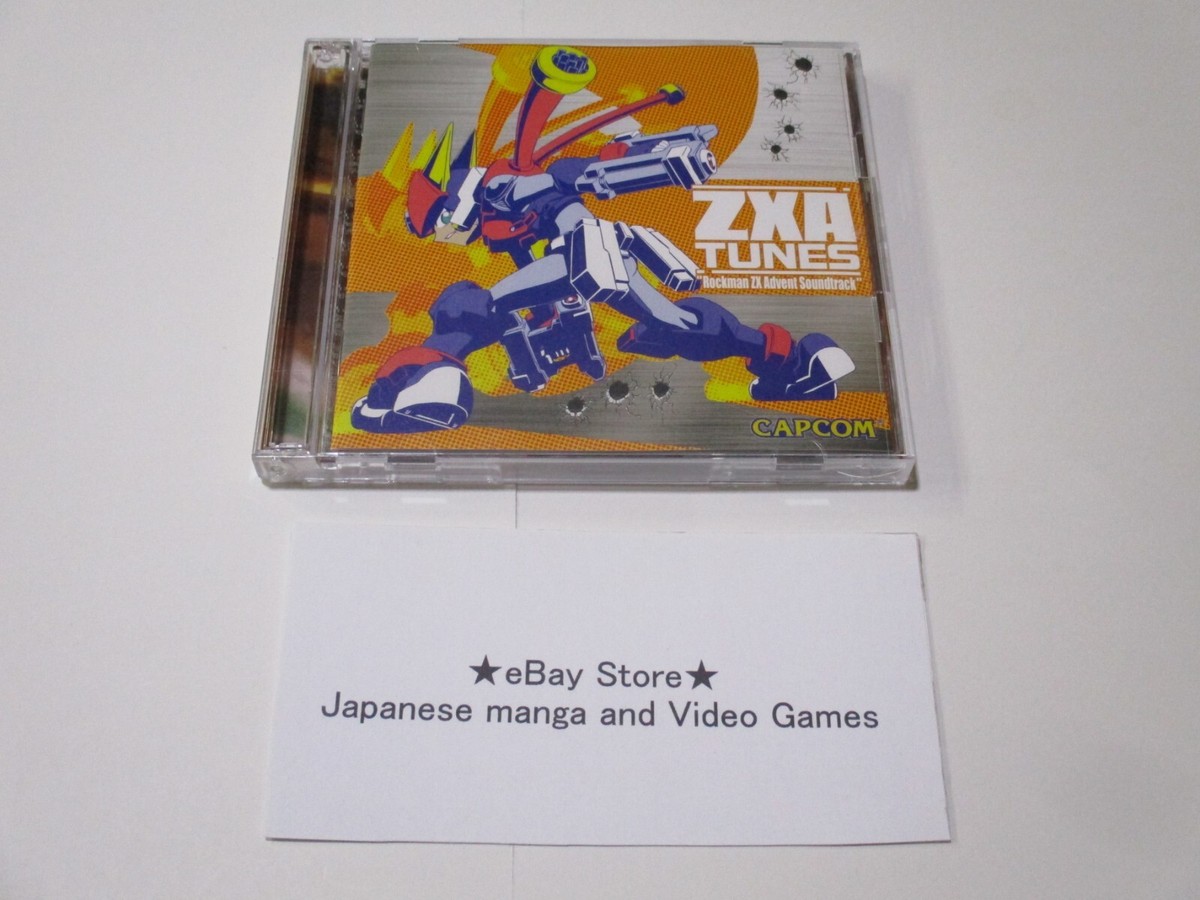 ZXA
TUNES
"Rockman ZX Advent Soundtrack"
CAPCOM
★eBay Store★
Japanese manga and Video Games